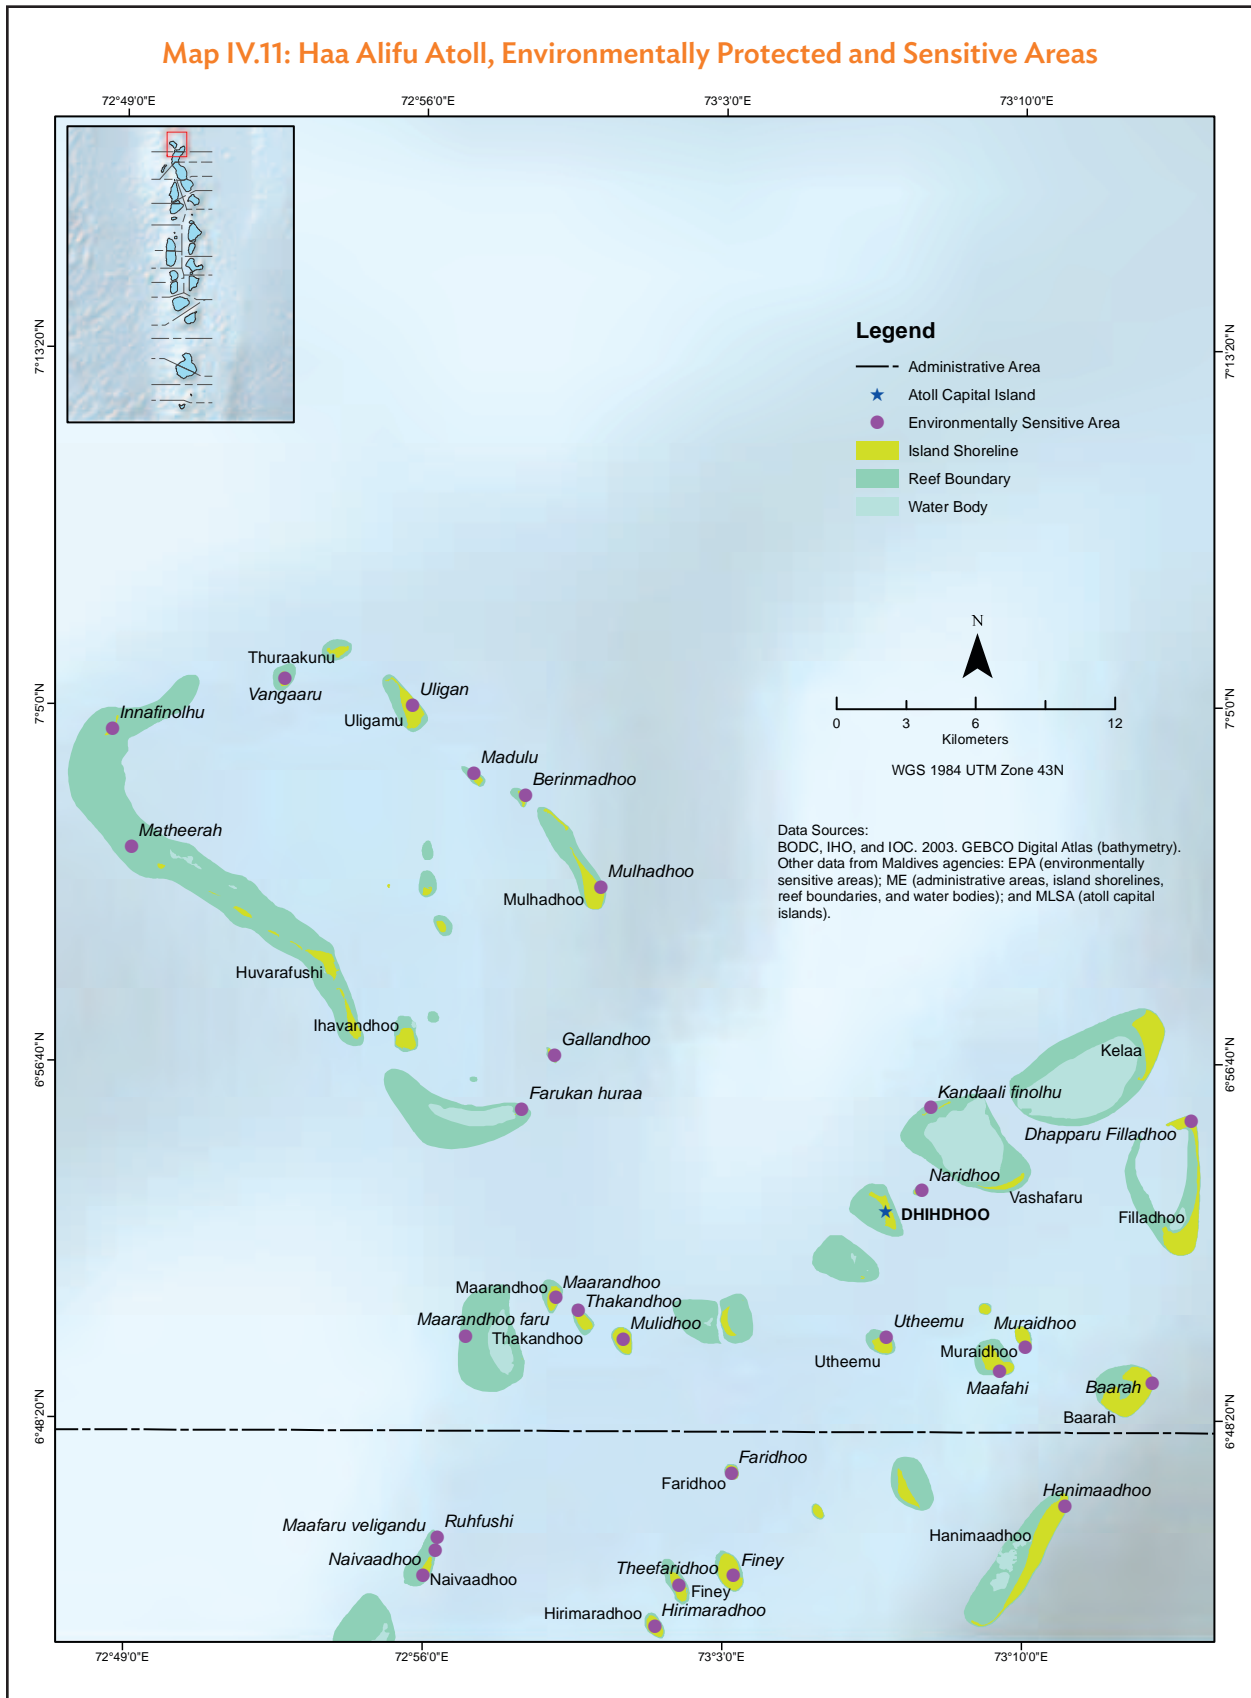 Map IV.11: Haa Alifu Atoll, Environmentally Protected and Sensitive Areas
72°49'0"E
72°56'0"E
73°3'0"E
73°10'0"E
7°13'20"N
7°13'20"N
Legend
Administrative Area
Atoll Capital Island
Environmentally Sensitive Area
Island Shoreline
Reef Boundary
Water Body
N
0 3 6 12
Kilometers
WGS 1984 UTM Zone 43N
Data Sources:
BODC, IHO, and IOC. 2003. GEBCO Digital Atlas (bathymetry).
Other data from Maldives agencies: EPA (environmentally
sensitive areas); ME (administrative areas, island shorelines,
reef boundaries, and water bodies); and MLSA (atoll capital
islands).
Thuraakunu
Vangaaru
Uligan
Uligamu
7°5'0"N
7°5'0"N
Innafinolhu
Madulu
Berinmadhoo
Matheerah
Mulhadhoo
Mulhadhoo
Huvarafushi
Ihavandhoo
Gallandhoo
6°56'40"N
6°56'40"N
Kelaa
Farukan huraa
Kandaali finolhu
Dhapparu Filladhoo
Naridhoo
Vashafaru
DHIHDHOO
Filladhoo
Maarandhoo
Maarandhoo
Thakandhoo
Maarandhoo faru
Thakandhoo
Mulidhoo
Utheemu
Utheemu
Muraidhoo
Muraidhoo
Maafahi
Baarah
Baarah
6°48'20"N
6°48'20"N
Faridhoo
Faridhoo
Hanimaadhoo
Hanimaadhoo
Maafaru veligandu
Ruhfushi
Naivaadhoo
Naivaadhoo
Theefaridhoo
Finey
Finey
Hirimaradhoo
Hirimaradhoo
72°49'0"E
72°56'0"E
73°3'0"E
73°10'0"E